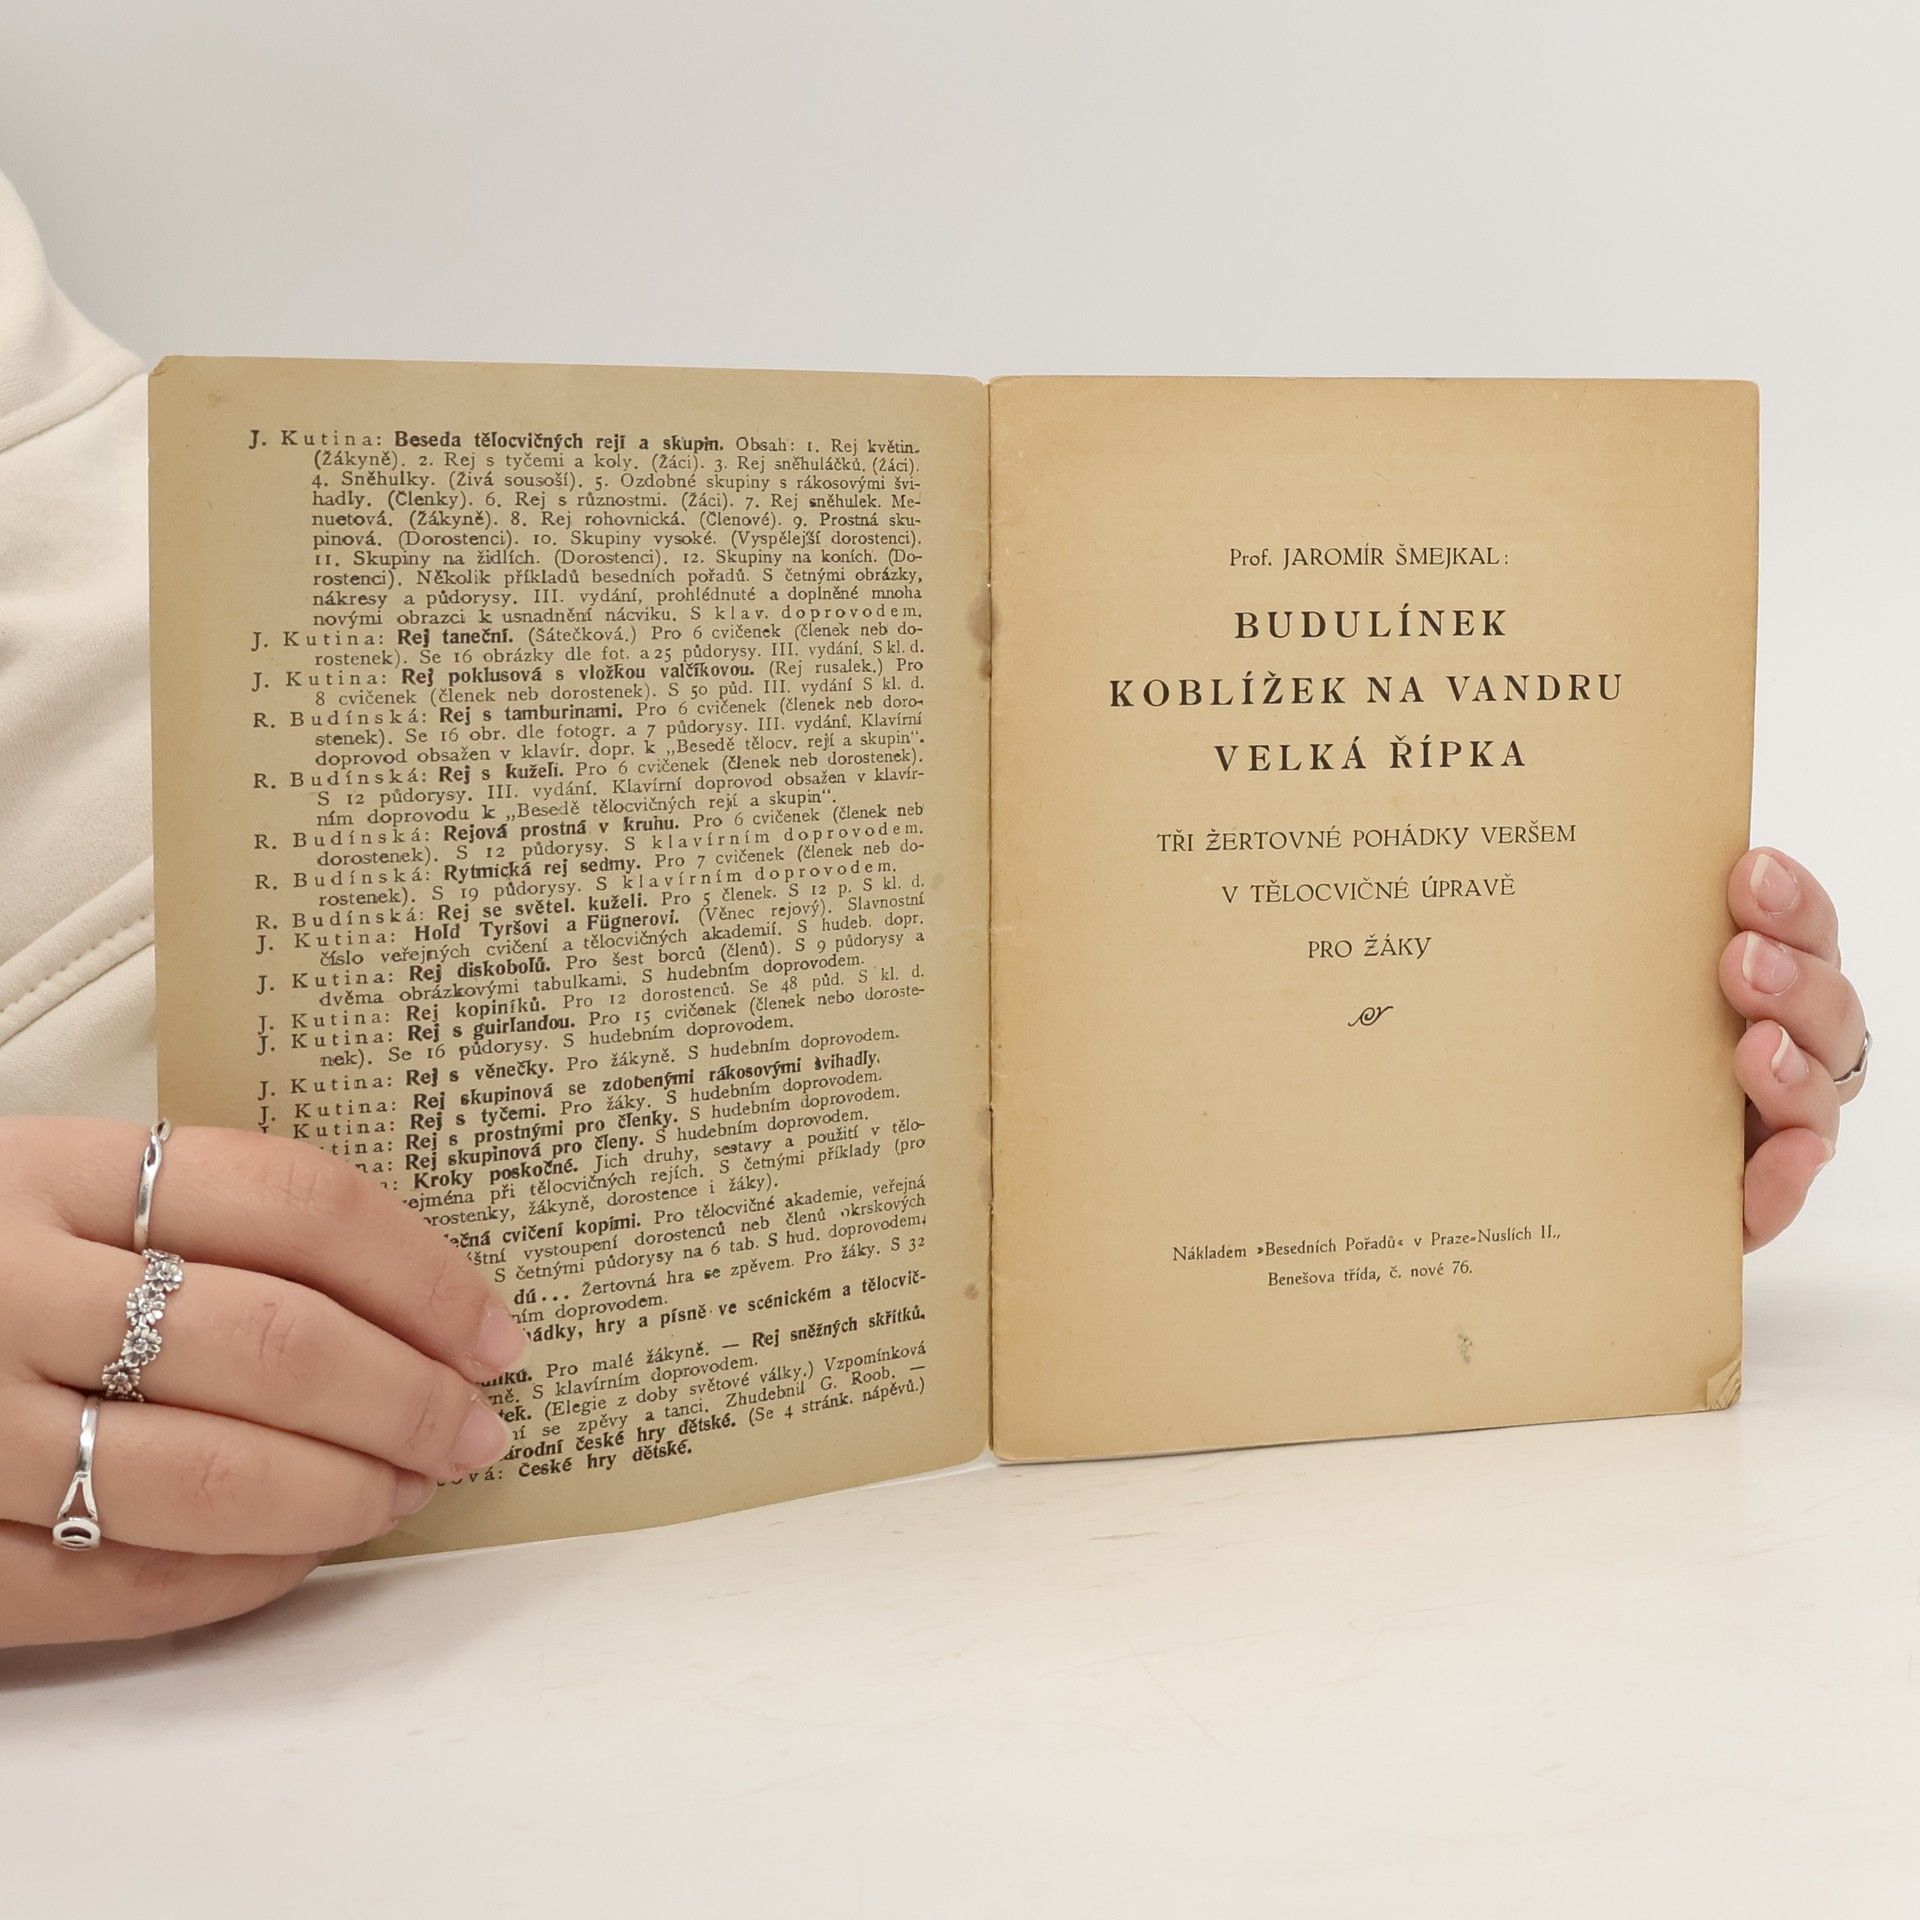 J. Kutina: Beseda tělocvičných rejí a skupin. Obsah: 1. Rej květin.
(Žákyně). 2. Rej s tyčemi a koly. (Žáci). 3. Rej sněhuláčků. (Žáci).
4. Sněhulky. (Živá sousoší). 5. Ozdobné skupiny s rákosovými švi-
hadly. (Členky). 6. Rej s různostmi. (Žáci). 7. Rej sněhulek. Me-
nuetová. (Žákyně). 8. Rej rohovnická. (Členové). 9. Prostná sku-
pinová. (Dorostenci). 10. Skupiny vysoké. (Vyspělejší dorostenci).
11. Skupiny na židlích. (Dorostenci). 12. Skupiny na koních. (Do-
rostenci). Několik příkladů besedních pořadů. S četnými obrázky,
nákresy a půdorysy. III. vydání, prohlédnuté a doplněné mnoha
novými obrazci k usnadnění nácviku. S klav. doprovodem.
J. Kutina: Rej taneční. (Šátečková.) Pro 6 cvičenek (členek neb do-
rostenek). Se 16 obrázky dle fot. a 25 půdorysy. III. vydání. S kl. d.
J. Kutina: Rej poklusová s vložkou valčíkovou. (Rej rusalek.) Pro
8 cvičenek (členek neb dorostenek). S 50 půd. III. vydání S kl. d.
R. Budínská: Rej s tamburinami. Pro 6 cvičenek (členek neb doro-
stenek). Se 16 obr. dle fotogr. a 7 půdorysy. III. vydání. Klavírní
doprovod obsažen v klavír. dopr. k „Besedě tělocv. rejí a skupin“.
R. Budínská: Rej s kuželi. Pro 6 cvičenek (členek neb dorostenek).
S 12 půdorysy. III. vydání. Klavírní doprovod obsažen v klavír-
ním doprovodu k „Besedě tělocvičných rejí a skupin“.
R. Budínská: Rejová prostná v kruhu. Pro 6 cvičenek (členek neb
dorostenek). S 12 půdorysy. S klavírním doprovodem.
R. Budínská: Rytmická rej sedmy. Pro 7 cvičenek (členek neb do-
rostenek). S 19 půdorysy. S klavírním doprovodem.
R. Budínská: Rej se světel. kuželi. Pro 5 členek. S 12 p. S kl. d.
J. Kutina: Hold Tyršovi a Fügnerovi. (Věnec rejový). Slavnostní
číslo veřejných cvičení a tělocvičných akademií. S hudeb. dopr.
J. Kutina: Rej diskobolů. Pro šest borců (členů). S 9 půdorysy a
dvěma obrázkovými tabulkami. S hudebním doprovodem.
J. Kutina: Rej kopiníků. Pro 12 dorostenců. Se 48 půd. S kl. d.
J. Kutina: Rej s guirlandou. Pro 15 cvičenek (členek nebo doroste-
nek). Se 16 půdorysy. S hudebním doprovodem.
J. Kutina: Rej s věnečky. Pro žákyně. S hudebním doprovodem.
J. Kutina: Rej skupinová se zdobenými rákosovými švihadly.
J. Kutina: Rej s tyčemi. Pro žáky. S hudebním doprovodem.
tina: Rej s prostnými pro členky. S hudebním doprovodem.
na: Rej skupinová pro členy. S hudebním doprovodem.
a: Kroky poskočné. Jich druhy, sestavy a použití v tělo-
ejména při tělocvičných rejích. S četnými příklady (pro
orostenky, žákyně, dorostence i žáky).
ečná cvičení kopími. Pro tělocvičné akademie, veřejná
štní vystoupení dorostenců neb členů okrskových
S četnými půdorysy na 6 tab. S hud. doprovodem.
dú... Žertovná hra se zpěvem. Pro žáky. S 32
ním doprovodem.
ádky, hry a písně ve scénickém a tělocvič-
Pro malé žákyně. — Rej sněžných skřítků.
ně. S klavírním doprovodem.
tek. (Elegie z doby světové války.) Vzpomínková
ní se zpěvy a tanci. Zhudebnil G. Roob. —
árodní české hry dětské. (Se 4 stránk. nápěvů.)
ová: České hry dětské.
Prof. JAROMÍR ŠMEJKAL:
BUDULÍNEK
KOBLÍŽEK NA VANDRU
VELKÁ ŘÍPKA
TŘI ŽERTOVNÉ POHÁDKY VERŠEM
V TĚLOCVIČNÉ ÚPRAVĚ
PRO ŽÁKY
Nákladem »Besedních Pořadů« v Praze-Nuslích II.,
Benešova třída, č. nové 76.